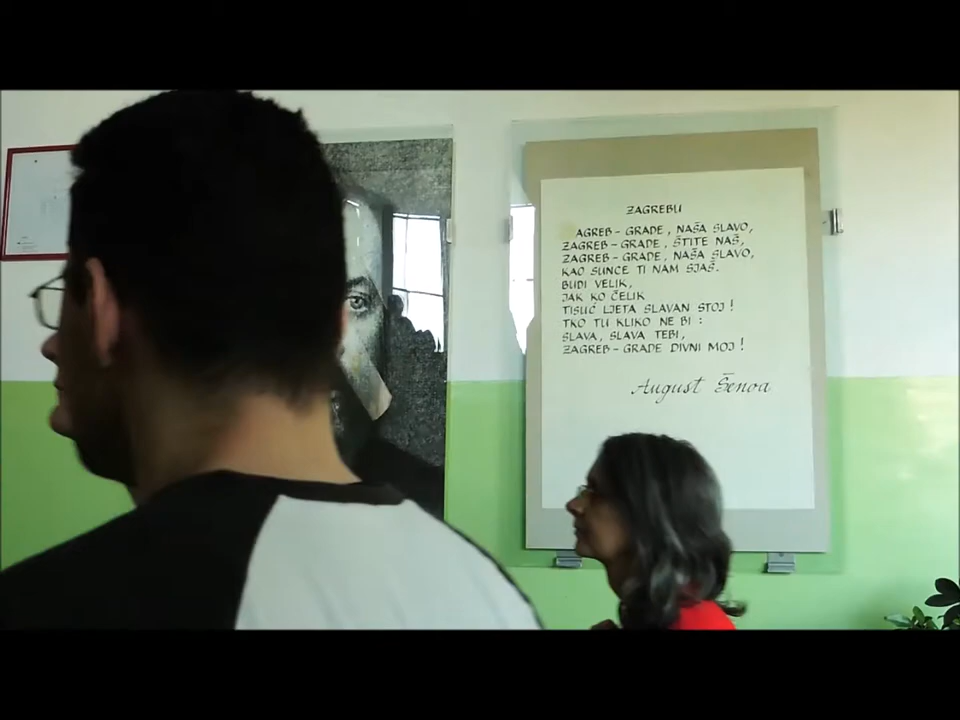 ZAGREBU
AGREB-GRADE, NAŠA SLAVO,
ZAGREB-GRADE, ŠTITE NAŠ,
ZAGREB-GRADE, NAŠA SLAVO,
KAO SUNCE TI NAM SJAŠ.
BUDI VELIK,
JAK KO ČELIK
TISUĆ LJETA SLAVAN STOJ!
TKO TU KLIKO NE BI:
SLAVA, SLAVA TEBI,
ZAGREB-GRADE DIVNI MOJ!
August Šenoa